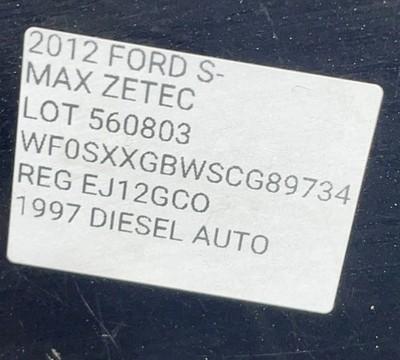 2012 FORD S-
MAX ZETEC
LOT 560803
WF0SXXGBWSCG89734
REG EJ12GCO
1997 DIESEL AUTO